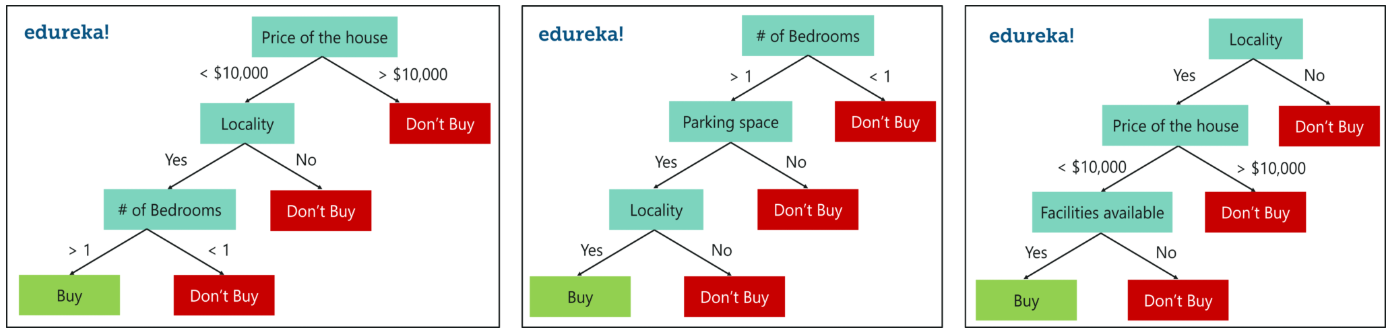 edureka!
Price of the house
< $10,000
> $10,000
Locality
Don't Buy
Yes
No
# of Bedrooms
Don't Buy
> 1
< 1
Buy
Don't Buy
edureka!
# of Bedrooms
> 1
< 1
Parking space
Don't Buy
Yes
No
Locality
Don't Buy
Yes
No
Buy
Don't Buy
edureka!
Locality
Yes
No
Price of the house
Don't Buy
< $10,000
> $10,000
Facilities available
Don't Buy
Yes
No
Buy
Don't Buy